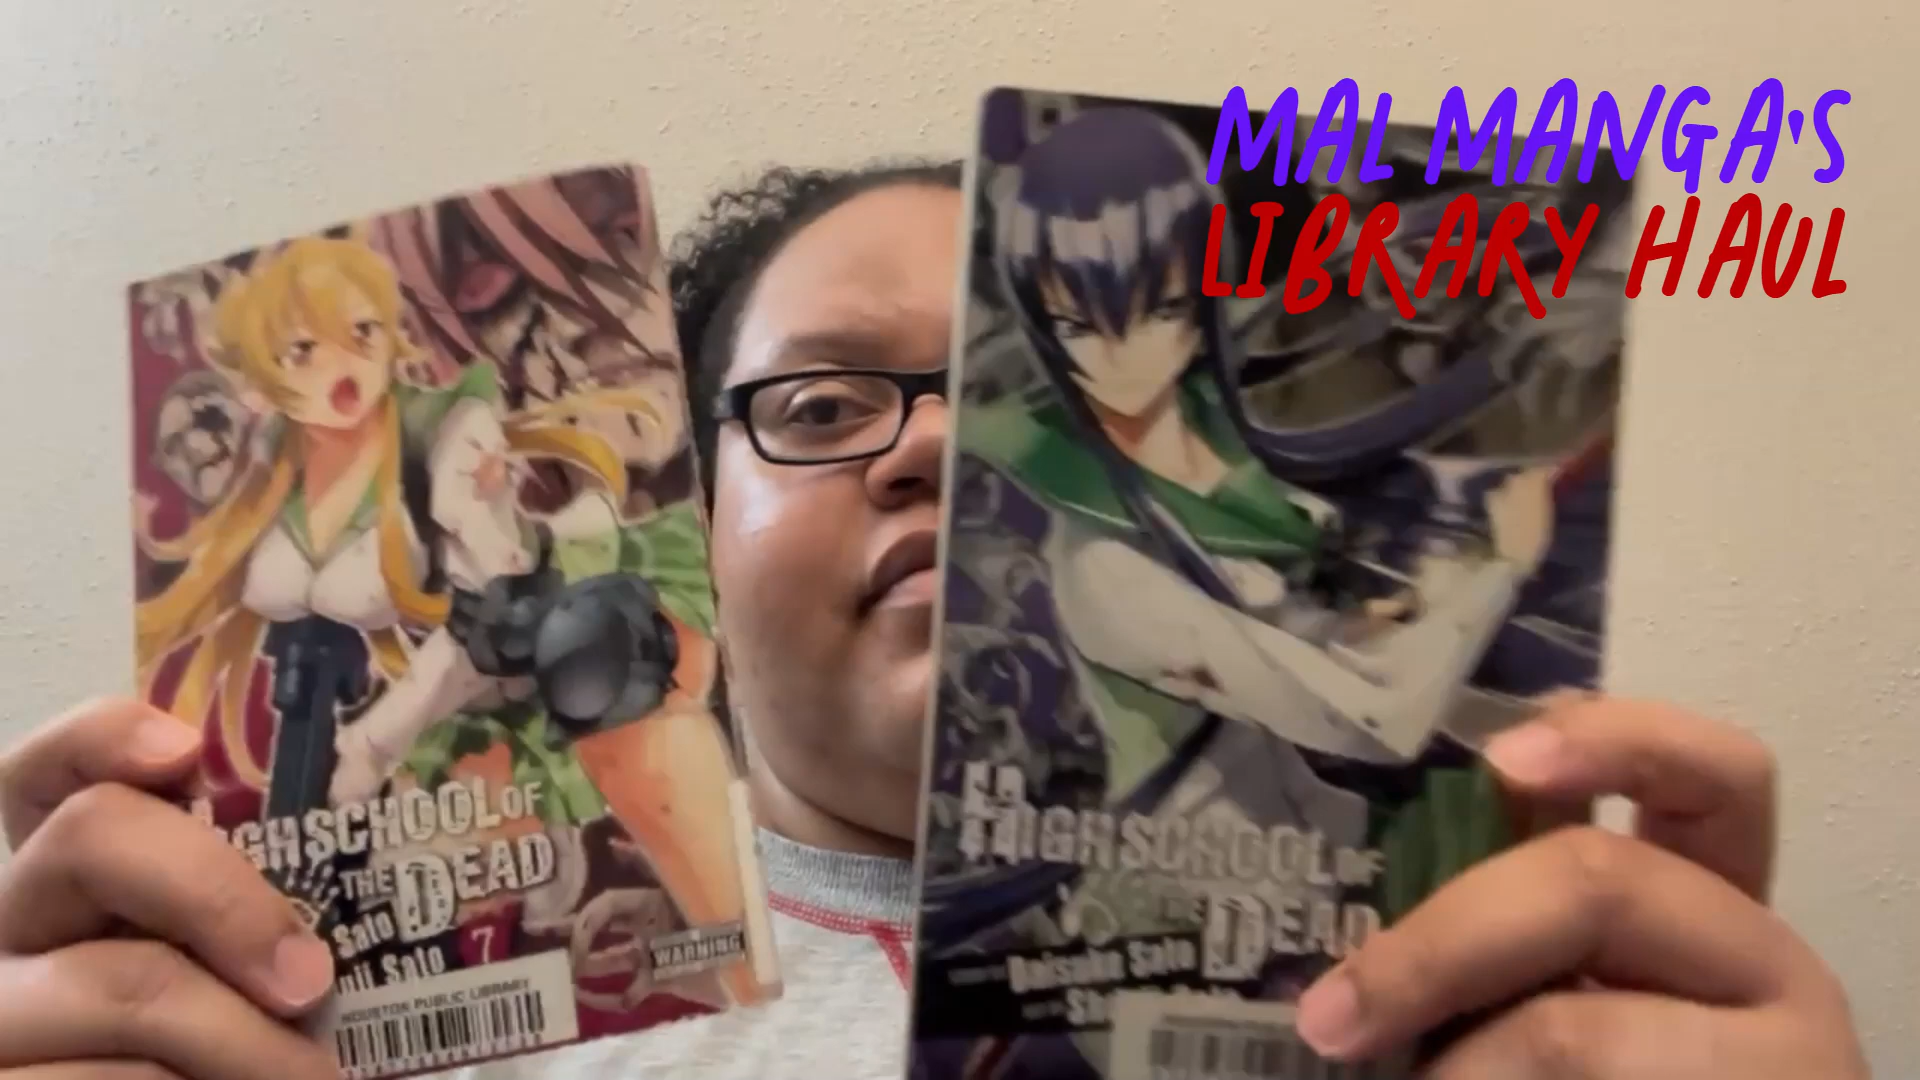 MAL MANGA'S
LIBRARY HAUL
HIGHSCHOOL OF
THE DEAD
Sato
Sato
7
WARNING
HOUSTON PUBLIC LIBRARY
HIGHSCHOOL OF
THE DEAD
Daisuke Sato